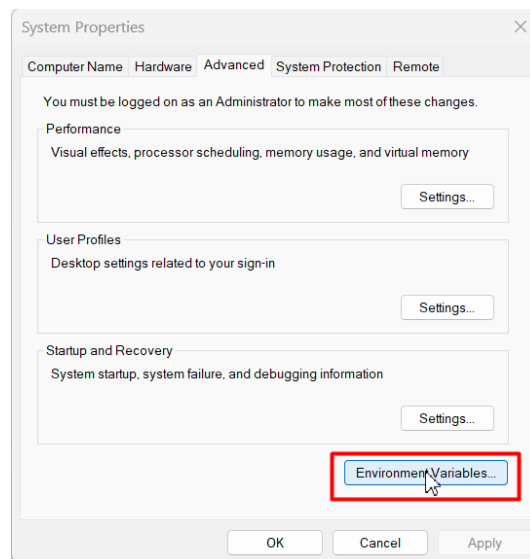 System Properties
Computer Name Hardware Advanced System Protection Remote
You must be logged on as an Administrator to make most of these changes.
Performance
Visual effects, processor scheduling, memory usage, and virtual memory
Settings...
User Profiles
Desktop settings related to your sign-in
Settings...
Startup and Recovery
System startup, system failure, and debugging information
Settings...
Environment Variables...
OK Cancel Apply